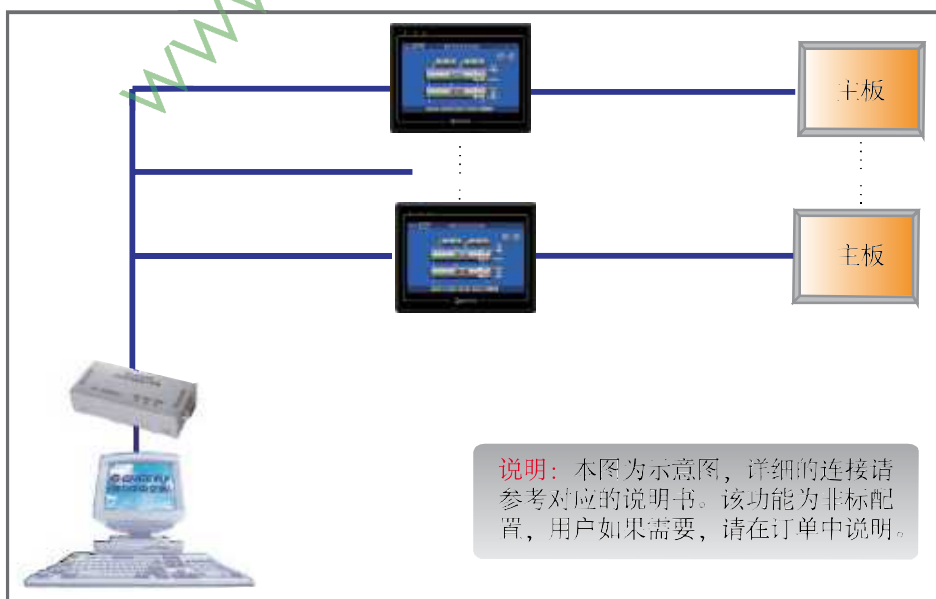 WW
主板
主板
说明：本图为示意图，详细的连接请
参考对应的说明书。该功能为非标配
置，用户如果需要，请在订单中说明。